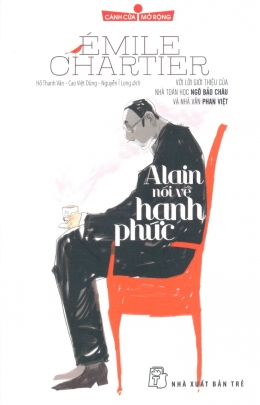 CÁNH CỬA MỞ RỘNG
ÉMILE
CHARTIER
Hồ Thanh Vân - Cao Việt Dũng - Nguyễn Ỷ Long dịch
VỚI LỜI GIỚI THIỆU CỦA
NHÀ TOÁN HỌC NGÔ BẢO CHÂU
VÀ NHÀ VĂN PHAN VIỆT
Alain
nói về
hạnh
phúc
NHÀ XUẤT BẢN TRẺ